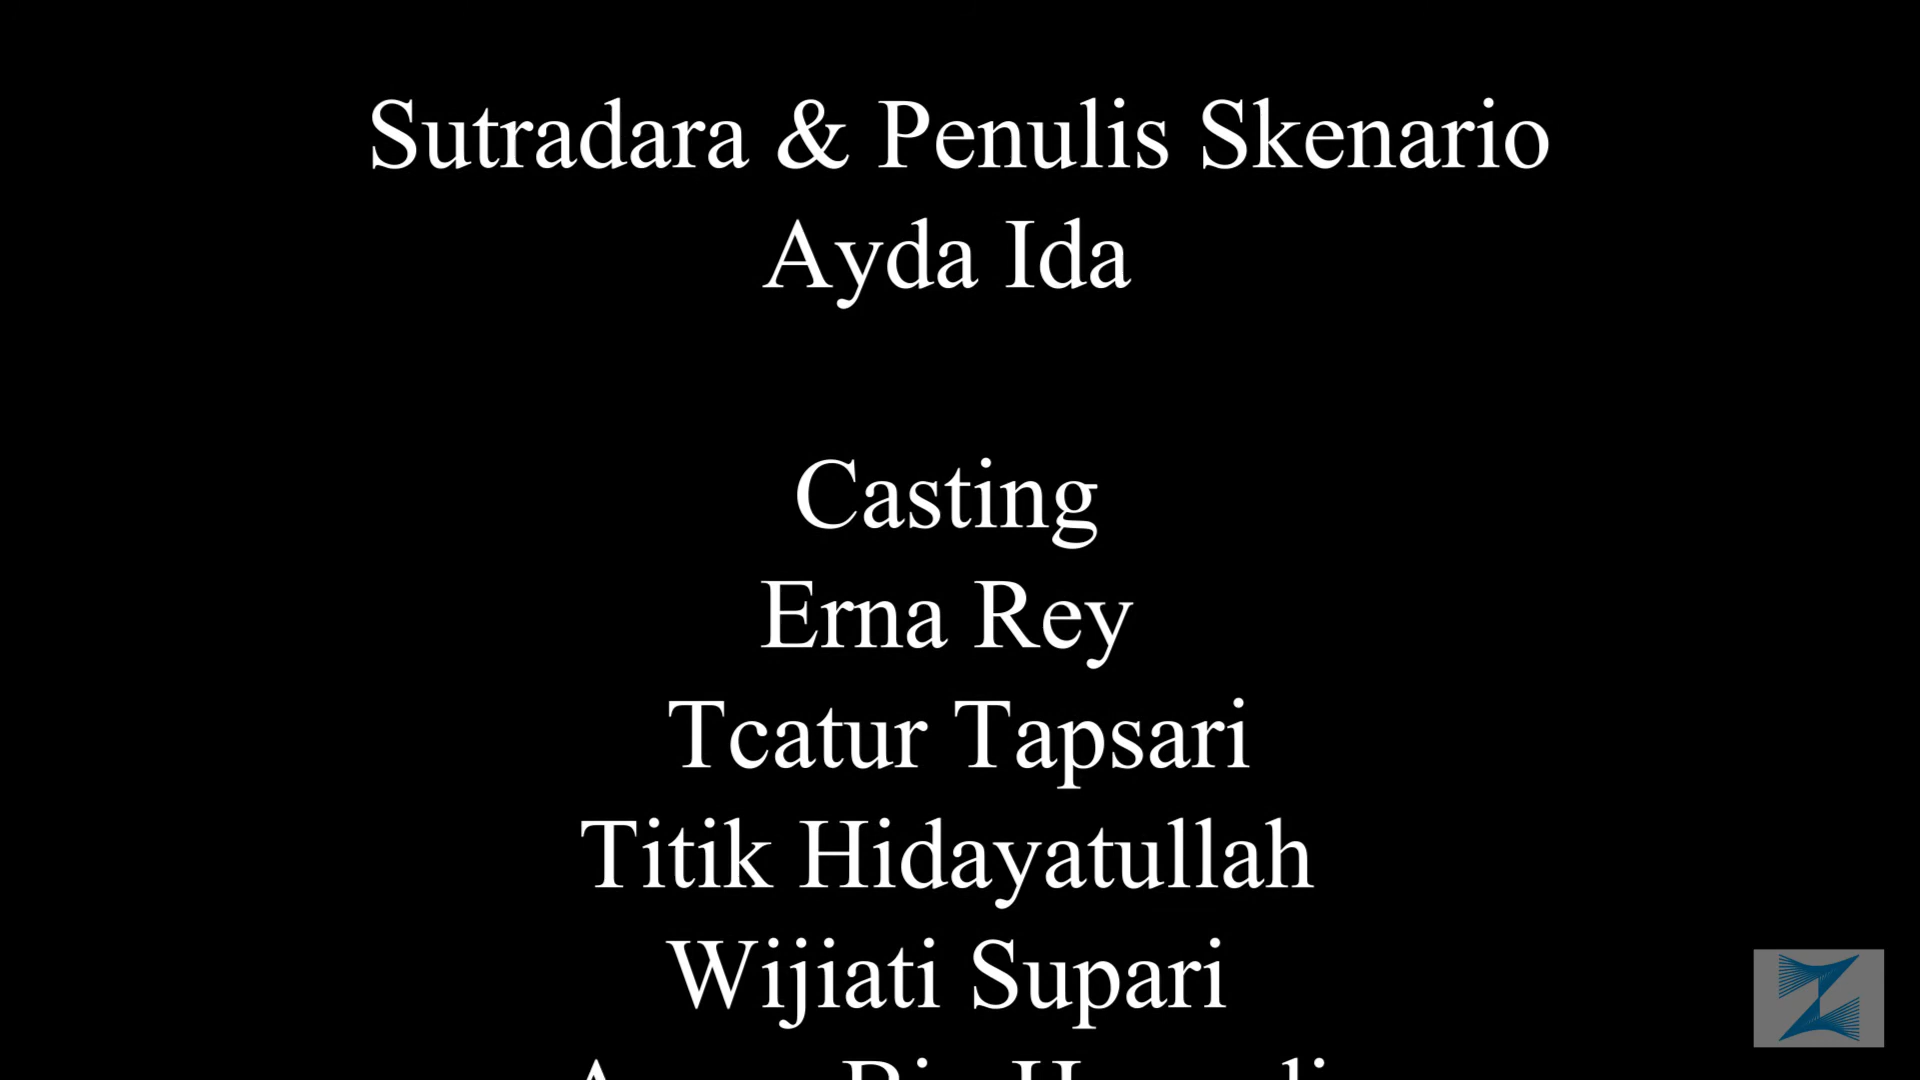 Sutradara & Penulis Skenario
Ayda Ida
Casting
Erna Rey
Tcatur Tapsari
Titik Hidayatullah
Wijiati Supari